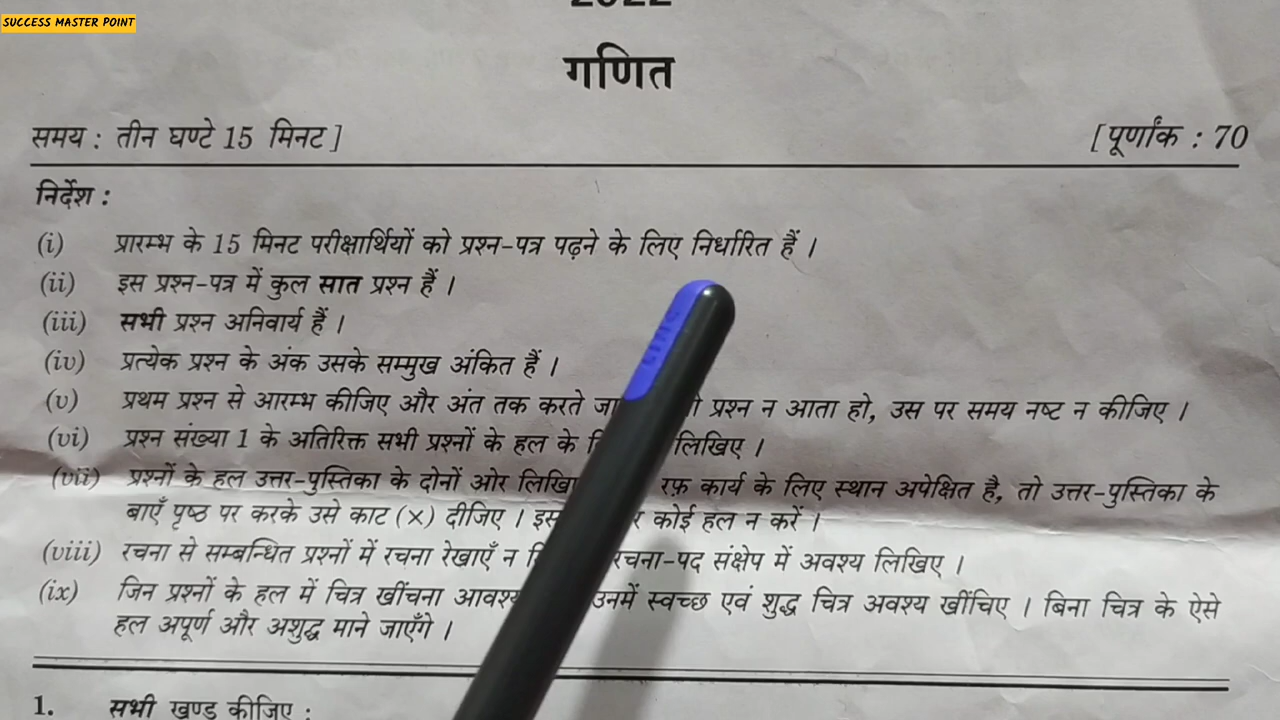 SUCCESS MASTER POINT
2022
गणित
समय : तीन घण्टे 15 मिनट ]
[ पूर्णांक : 70
निर्देश :
(i) प्रारम्भ के 15 मिनट परीक्षार्थियों को प्रश्न-पत्र पढ़ने के लिए निर्धारित हैं ।
(ii) इस प्रश्न-पत्र में कुल सात प्रश्न हैं ।
(iii) सभी प्रश्न अनिवार्य हैं ।
(iv) प्रत्येक प्रश्न के अंक उसके सम्मुख अंकित हैं ।
(v) प्रथम प्रश्न से आरम्भ कीजिए और अंत तक करते प्रश्न न आता हो, उस पर समय नष्ट न कीजिए ।
(vi) प्रश्न संख्या 1 के अतिरिक्त सभी प्रश्नों के हल के लिखिए ।
(vii) प्रश्नों के हल उत्तर-पुस्तिका के दोनों ओर रफ़ कार्य के लिए स्थान अपेक्षित है, तो उत्तर-पुस्तिका के
बाएँ पृष्ठ पर करके उसे काट (×) दीजिए । कोई हल न करें ।
(viii) रचना से सम्बन्धित प्रश्नों में रचना रेखाएँ न रचना-पद संक्षेप में अवश्य लिखिए ।
(ix) जिन प्रश्नों के हल में चित्र खींचना उनमें स्वच्छ एवं शुद्ध चित्र अवश्य खींचिए । बिना चित्र के ऐसे
हल अपूर्ण और अशुद्ध माने जाएँगे ।
1. सभी खण्ड कीजिए :